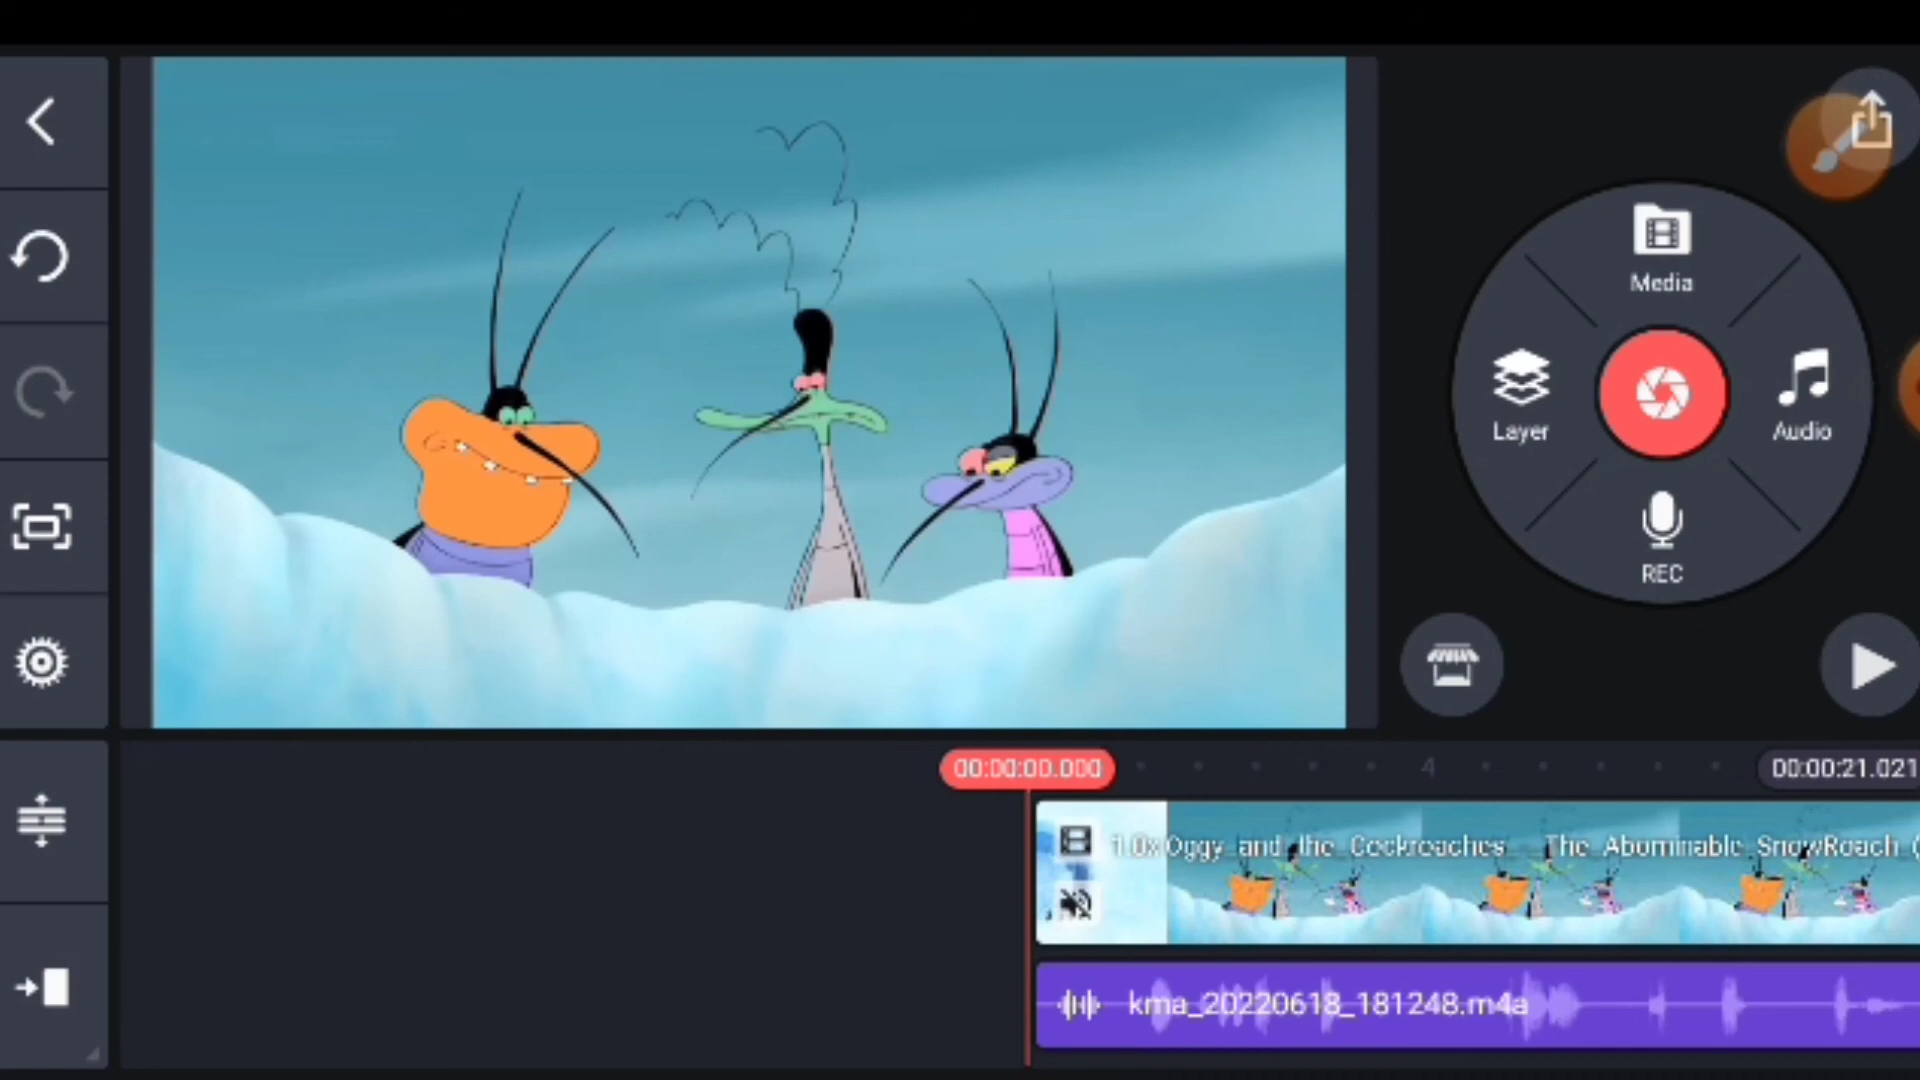 Media
Layer
Audio
REC
00:00:00.000
4
00:00:21.021
1.0x Oggy and the Cockroaches The Abominable SnowRoach (
kma_20220618_181248.m4a